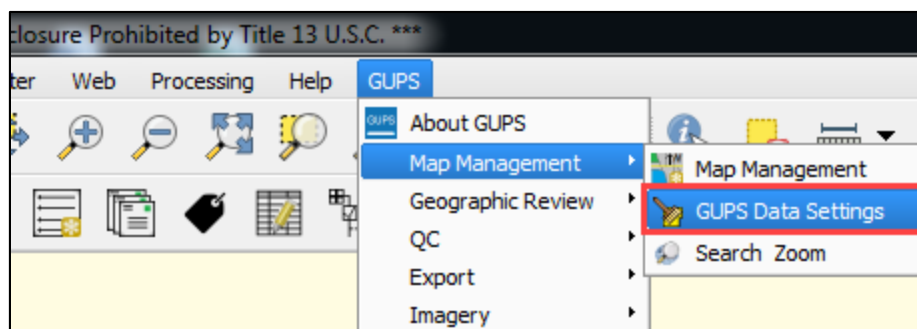 closure Prohibited by Title 13 U.S.C. ***
ter Web Processing Help GUPS
GUPS About GUPS
Map Management Map Management
Geographic Review GUPS Data Settings
QC Search Zoom
Export
Imagery